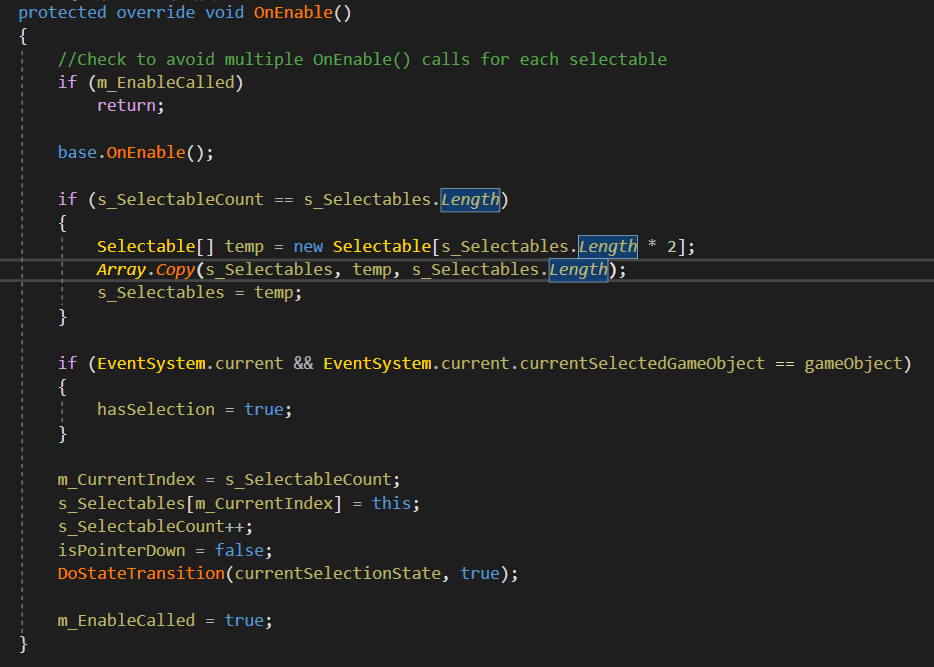 protected override void OnEnable()
{
    //Check to avoid multiple OnEnable() calls for each selectable
    if (m_EnableCalled)
        return;

    base.OnEnable();

    if (s_SelectableCount == s_Selectables.Length)
    {
        Selectable[] temp = new Selectable[s_Selectables.Length * 2];
        Array.Copy(s_Selectables, temp, s_Selectables.Length);
        s_Selectables = temp;
    }

    if (EventSystem.current && EventSystem.current.currentSelectedGameObject == gameObject)
    {
        hasSelection = true;
    }

    m_CurrentIndex = s_SelectableCount;
    s_Selectables[m_CurrentIndex] = this;
    s_SelectableCount++;
    isPointerDown = false;
    DoStateTransition(currentSelectionState, true);

    m_EnableCalled = true;
}